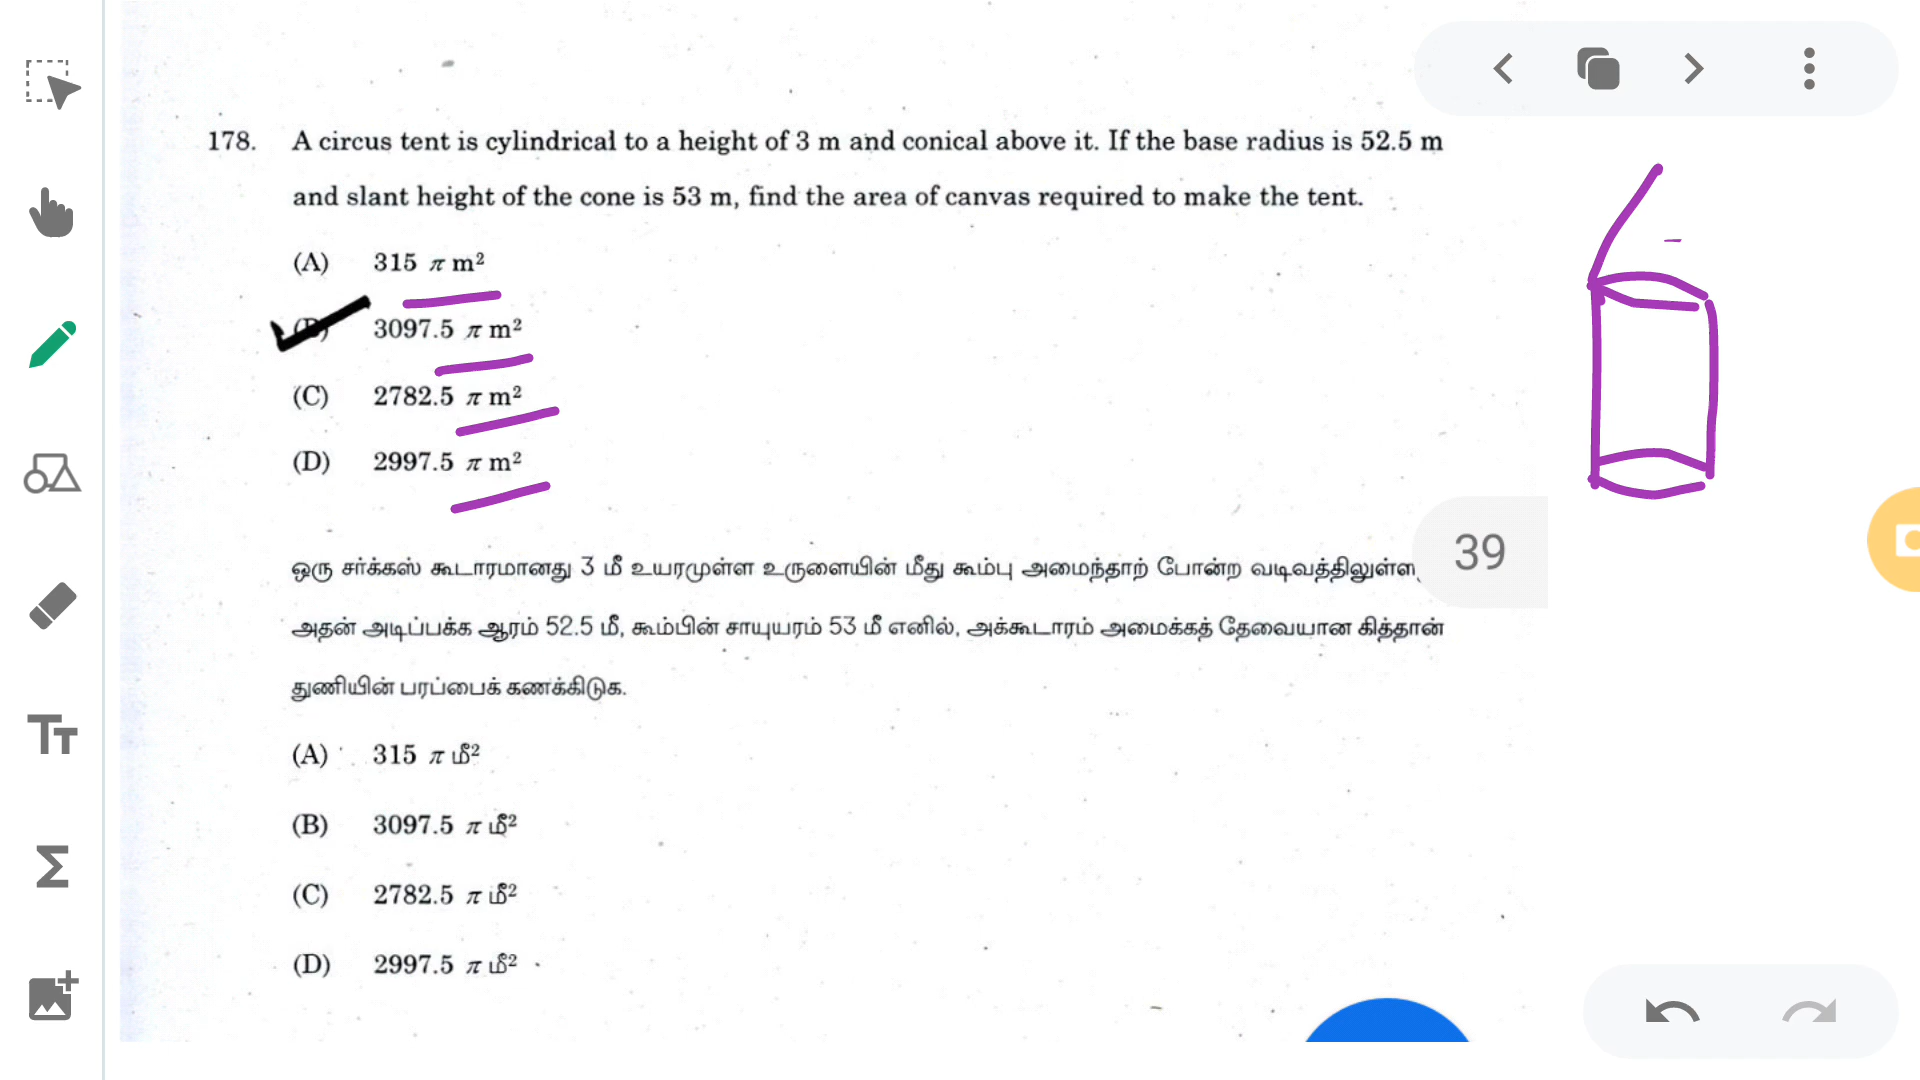 178. A circus tent is cylindrical to a height of 3 m and conical above it. If the base radius is 52.5 m
and slant height of the cone is 53 m, find the area of canvas required to make the tent.
(A) 315 π m²
(B) 3097.5 π m²
(C) 2782.5 π m²
(D) 2997.5 π m²
39
ஒரு சர்க்கஸ் கூடாரமானது 3 மீ உயரமுள்ள உருளையின் மீது கூம்பு அமைந்தாற் போன்ற வடிவத்திலுள்ளது
அதன் அடிப்பக்க ஆரம் 52.5 மீ, கூம்பின் சாயுயரம் 53 மீ எனில், அக்கூடாரம் அமைக்கத் தேவையான கித்தான்
துணியின் பரப்பைக் கணக்கிடுக.
(A) 315 π மீ²
(B) 3097.5 π மீ²
(C) 2782.5 π மீ²
(D) 2997.5 π மீ²
Tт
Σ